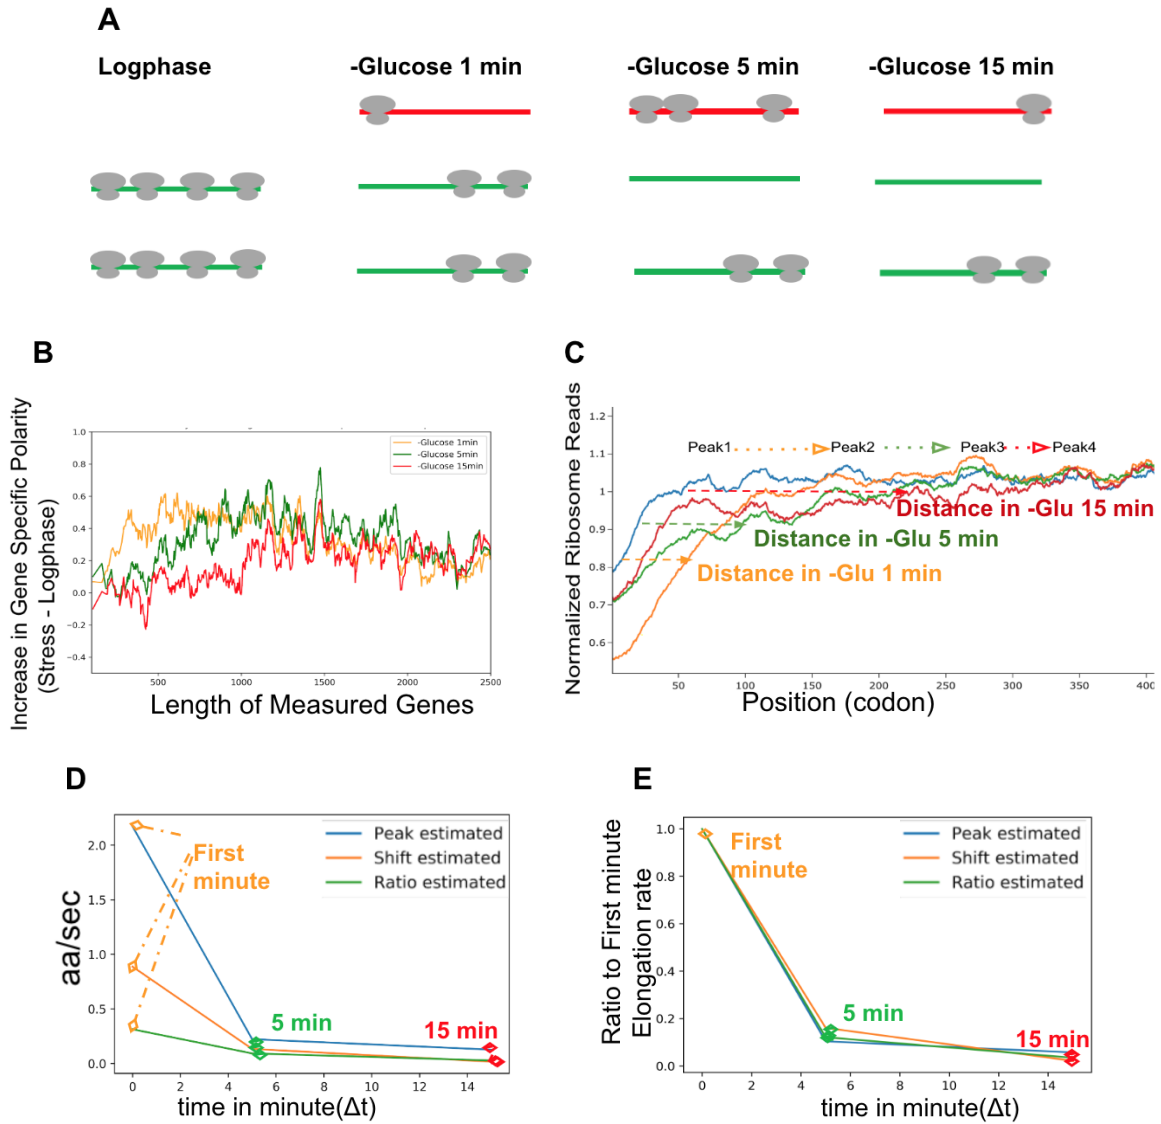 A
Logphase
-Glucose 1 min
-Glucose 5 min
-Glucose 15 min
B
Increase in Gene Specific Polarity
(Stress - Logphase)
1.0
0.8
0.6
0.4
0.2
0.0
−0.2
−0.4
-Glucose 1min
-Glucose 5min
-Glucose 15min
500
1000
1500
2000
2500
Length of Measured Genes
C
Normalized Ribosome Reads
1.2
1.1
1
0.9
0.8
0.7
0.6
Peak1
Peak2
Peak3
Peak4
Distance in -Glu 15 min
Distance in -Glu 5 min
Distance in -Glu 1 min
50
100
150
200
250
300
350
400
Position (codon)
D
aa/sec
2.0
1.5
1.0
0.5
0.0
Peak estimated
Shift estimated
Ratio estimated
First
minute
5 min
15 min
0
2
4
6
8
10
12
14
16
time in minute(Δt)
E
Ratio to First minute
Elongation rate
1.0
0.8
0.6
0.4
0.2
0.0
Peak estimated
Shift estimated
Ratio estimated
First
minute
5 min
15 min
0
2
4
6
8
10
12
14
time in minute(Δt)